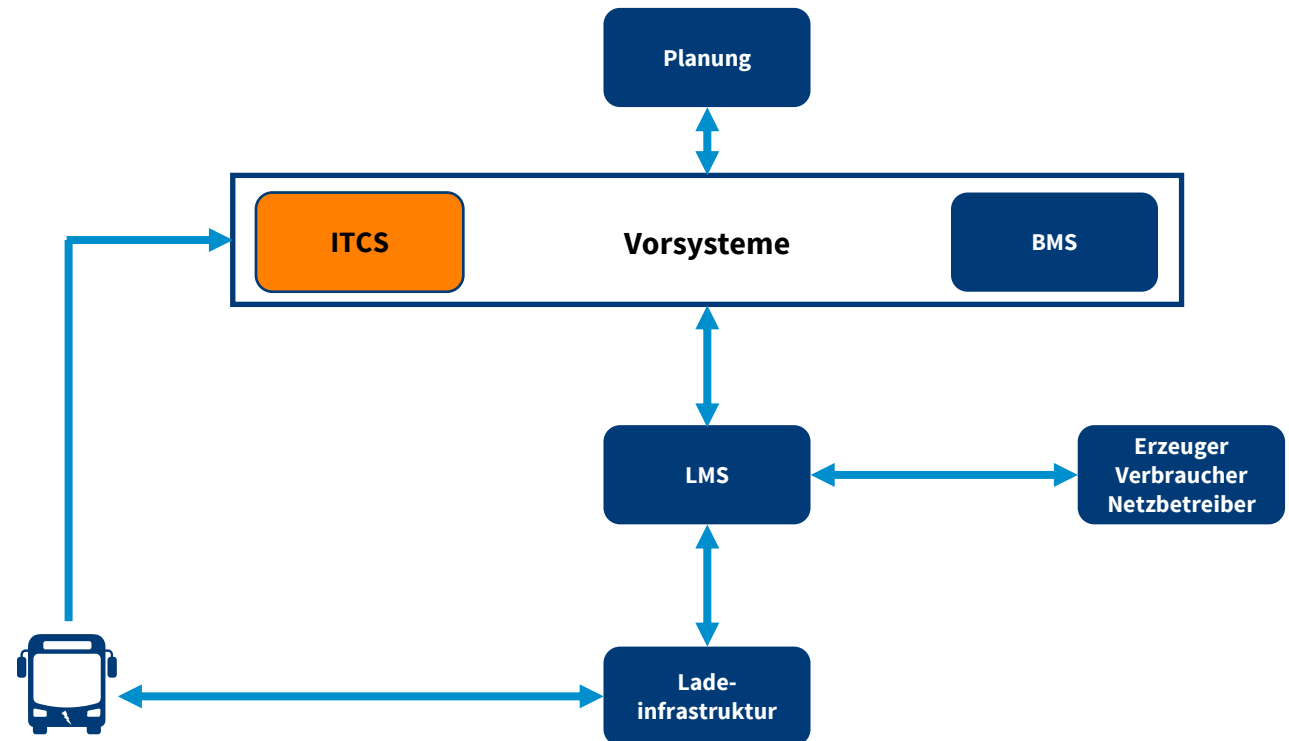 Planung
ITCS
Vorsysteme
BMS
LMS
Erzeuger
Verbraucher
Netzbetreiber
Lade-
infrastruktur